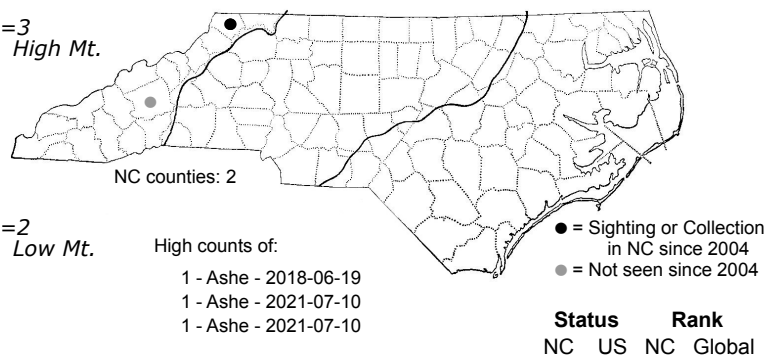 =3
High Mt.
NC counties: 2
=2
Low Mt.
High counts of:
1 - Ashe - 2018-06-19
1 - Ashe - 2021-07-10
1 - Ashe - 2021-07-10
● = Sighting or Collection
in NC since 2004
● = Not seen since 2004
Status Rank
NC US NC Global